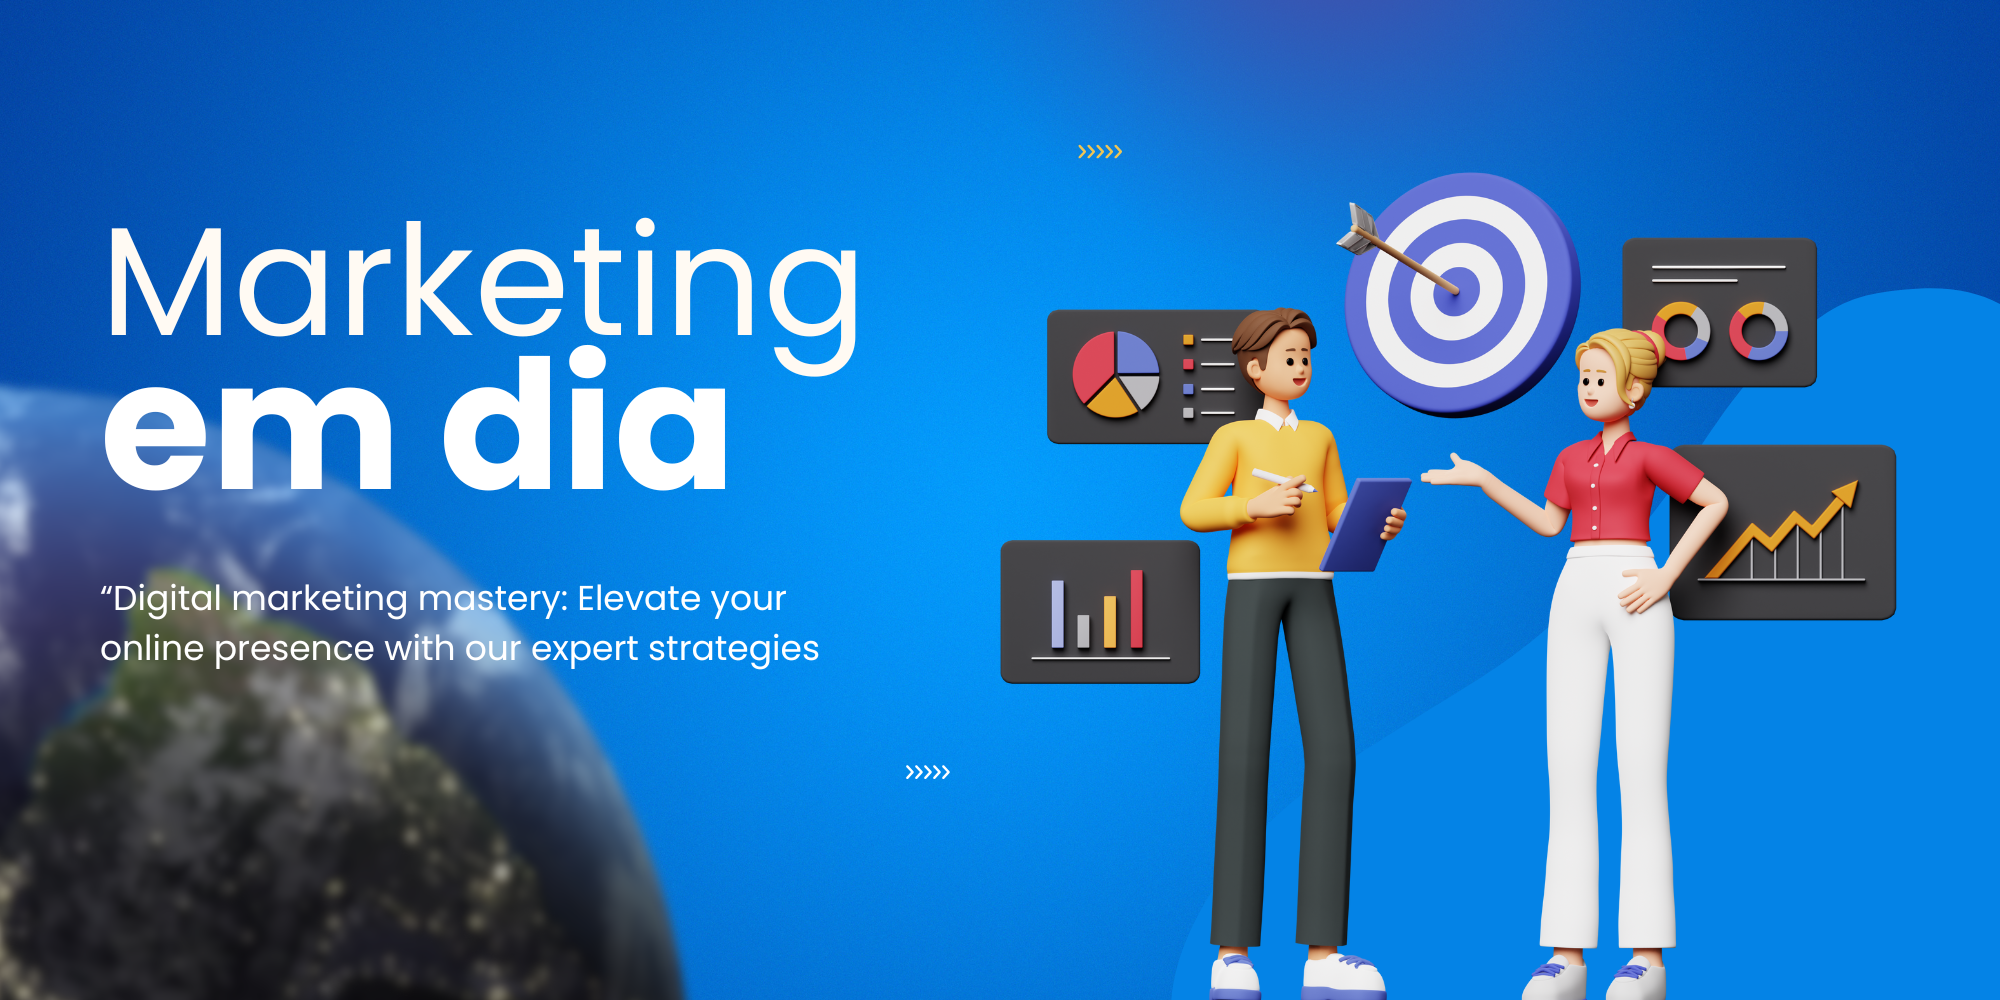 Marketing
em dia
“Digital marketing mastery: Elevate your
online presence with our expert strategies